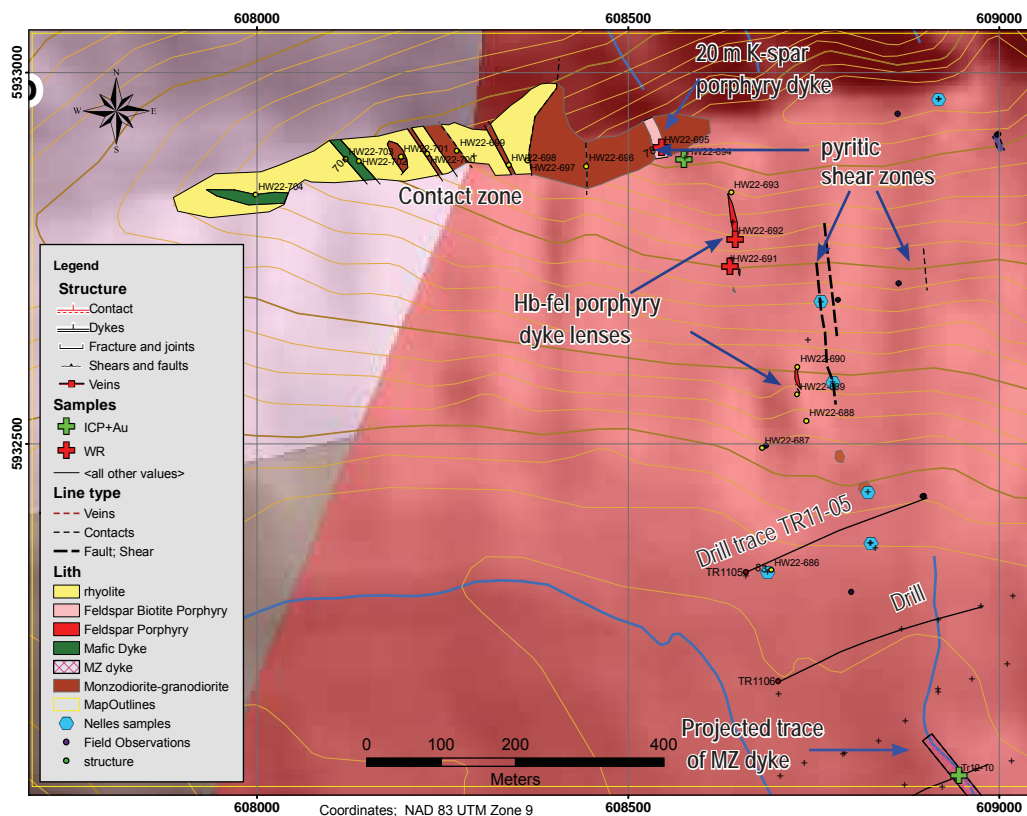 608000
608500
609000
5933000
5932500
N
W
E
S
20 m K-spar
porphyry dyke
pyritic
shear zones
HW22-695
HW22-694
HW22-701
HW22-699
HW22-703
HW22-702
HW22-700
HW22-698
HW22-697
HW22-696
HW22-704
70
Contact zone
HW22-693
HW22-692
HW22-691
Hb-fel porphyry
dyke lenses
HW22-690
HW22-689
HW22-688
HW22-687
Drill trace TR11-05
TR1105
83
HW22-686
Drill
TR1106
Projected trace
of MZ dyke
Tr12-10
Legend
Structure
Contact
Dykes
Fracture and joints
Shears and faults
Veins
Samples
ICP+Au
WR
<all other values>
Line type
Veins
Contacts
Fault; Shear
Lith
rhyolite
Feldspar Biotite Porphyry
Feldspar Porphyry
Mafic Dyke
MZ dyke
Monzodiorite-granodiorite
MapOutlines
Nelles samples
Field Observations
structure
0 100 200 400
Meters
608000
608500
609000
Coordinates; NAD 83 UTM Zone 9